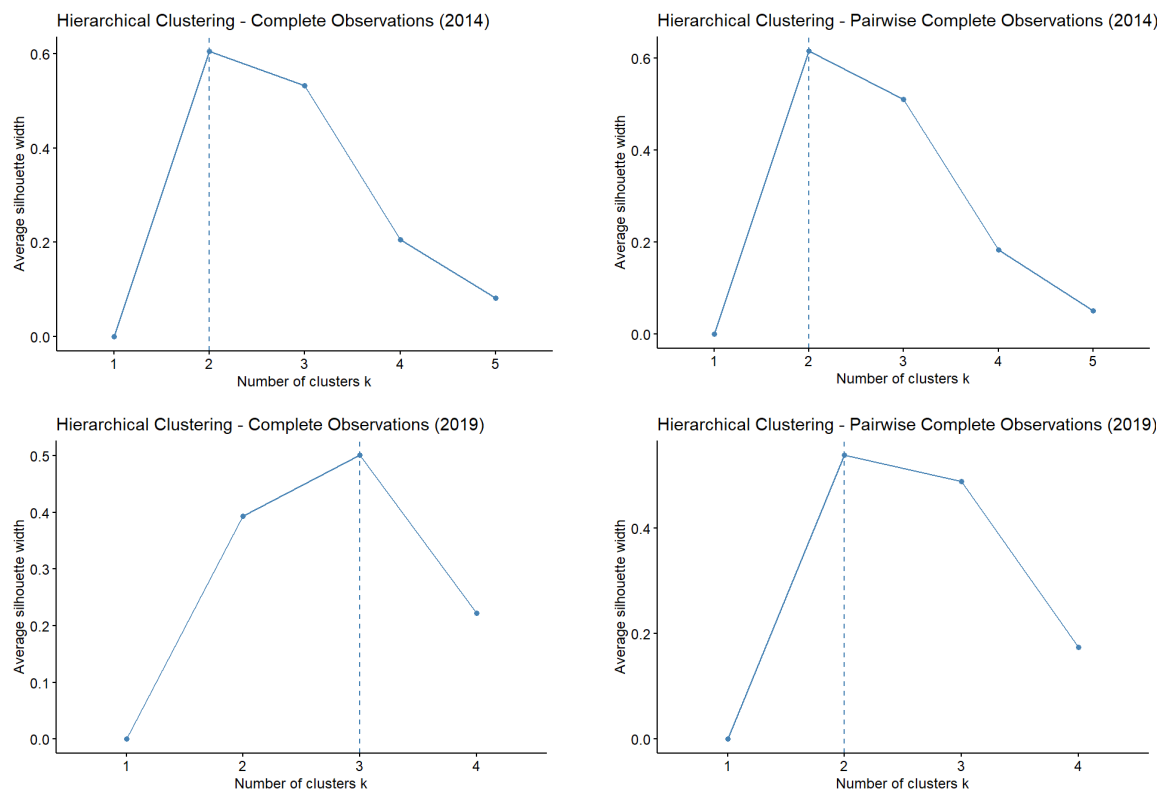 Hierarchical Clustering - Complete Observations (2014)
Average silhouette width
0.6
0.4
0.2
0.0
1 2 3 4 5
Number of clusters k
Hierarchical Clustering - Pairwise Complete Observations (2014)
Average silhouette width
0.6
0.4
0.2
0.0
1 2 3 4 5
Number of clusters k
Hierarchical Clustering - Complete Observations (2019)
Average silhouette width
0.5
0.4
0.3
0.2
0.1
0.0
1 2 3 4
Number of clusters k
Hierarchical Clustering - Pairwise Complete Observations (2019)
Average silhouette width
0.4
0.2
0.0
1 2 3 4
Number of clusters k